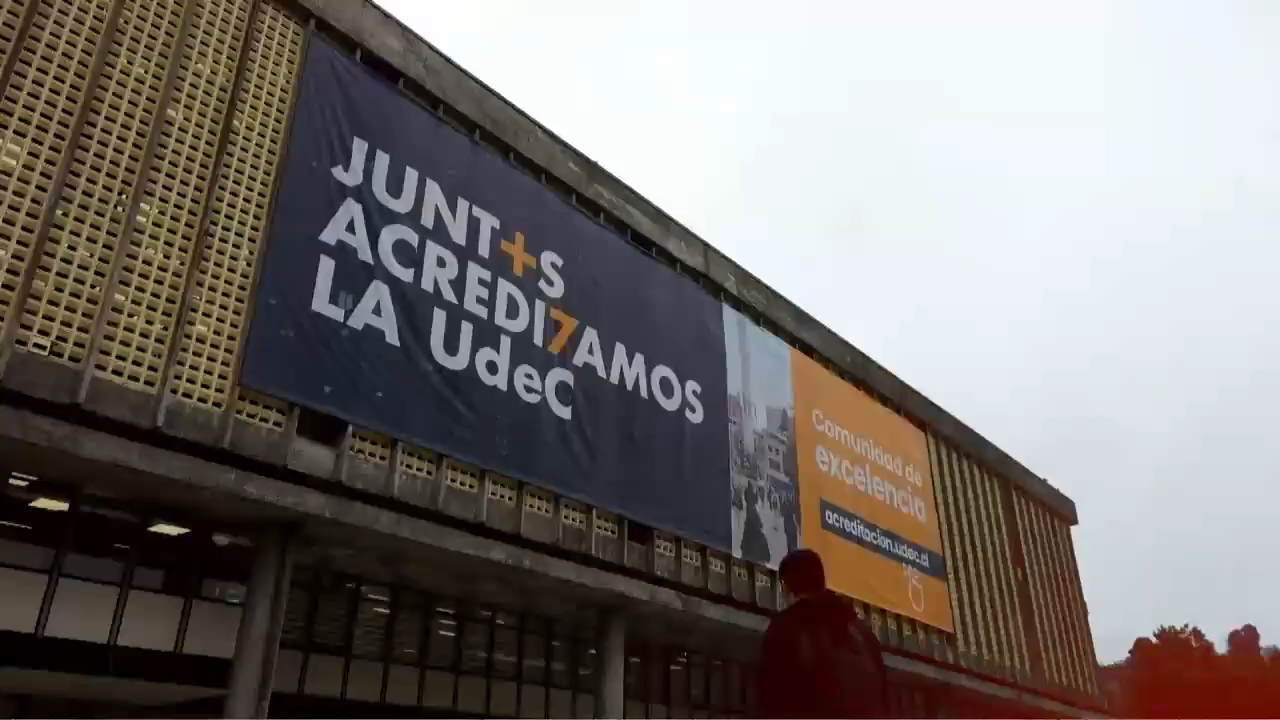 JUNT+S
ACREDI7AMOS
LA UdeC
Comunidad de
excelencia
acreditacion.udec.cl